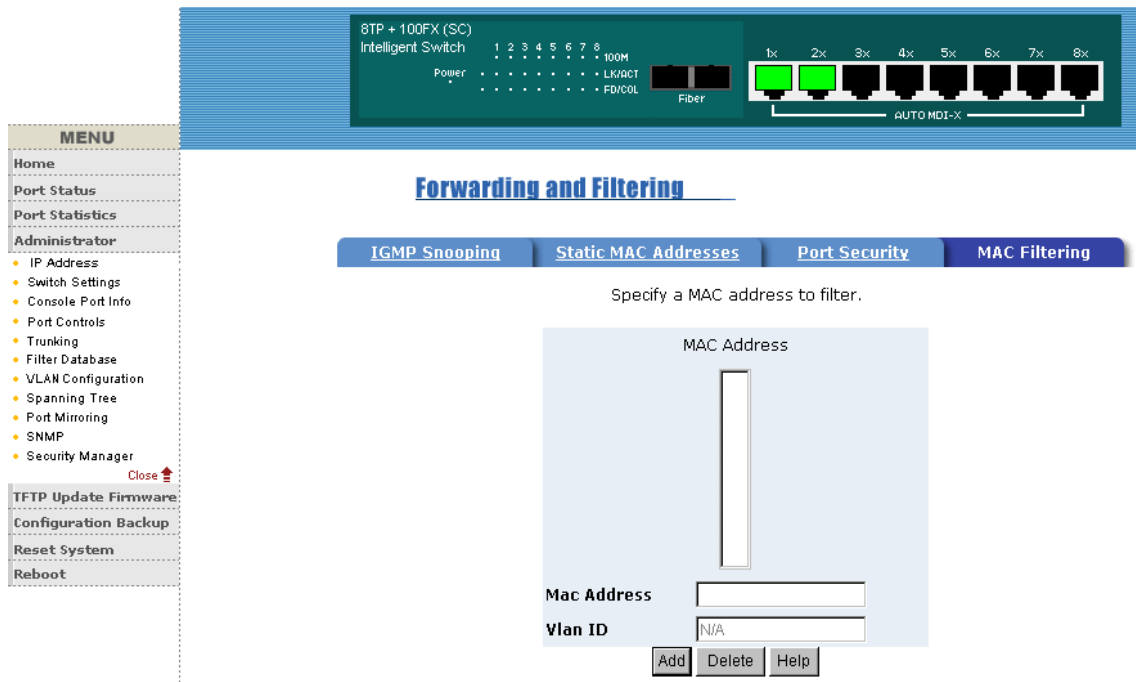 8TP + 100FX (SC)
Intelligent Switch
1 2 3 4 5 6 7 8
100M
Power
LK/ACT
FD/COL
Fiber
1x 2x 3x 4x 5x 6x 7x 8x
AUTO MDI-X
MENU
Home
Port Status
Port Statistics
Administrator
IP Address
Switch Settings
Console Port Info
Port Controls
Trunking
Filter Database
VLAN Configuration
Spanning Tree
Port Mirroring
SNMP
Security Manager
Close
TFTP Update Firmware
Configuration Backup
Reset System
Reboot
Forwarding and Filtering
IGMP Snooping Static MAC Addresses Port Security MAC Filtering
Specify a MAC address to filter.
MAC Address
Mac Address
Vlan ID N/A
Add Delete Help